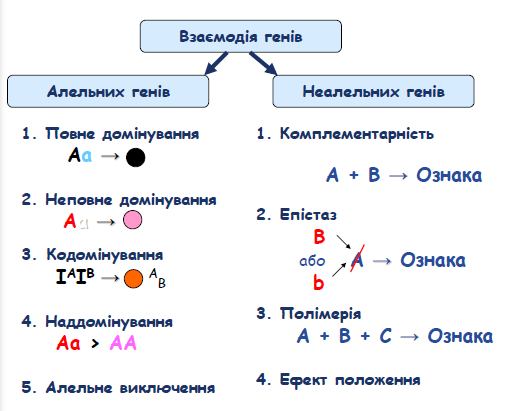 Взаємодія генів
Алельних генів
1. Повне домінування
Aa → 
2. Неповне домінування
Aa → 
3. Кодомінування
IᴬIᴮ → A B
4. Наддомінування
Aa > AA
5. Алельне виключення
Неалельних генів
1. Комплементарність
A + B → Ознака
2. Епістаз
B
або A → Ознака
b
3. Полімерія
A + B + C → Ознака
4. Ефект положення